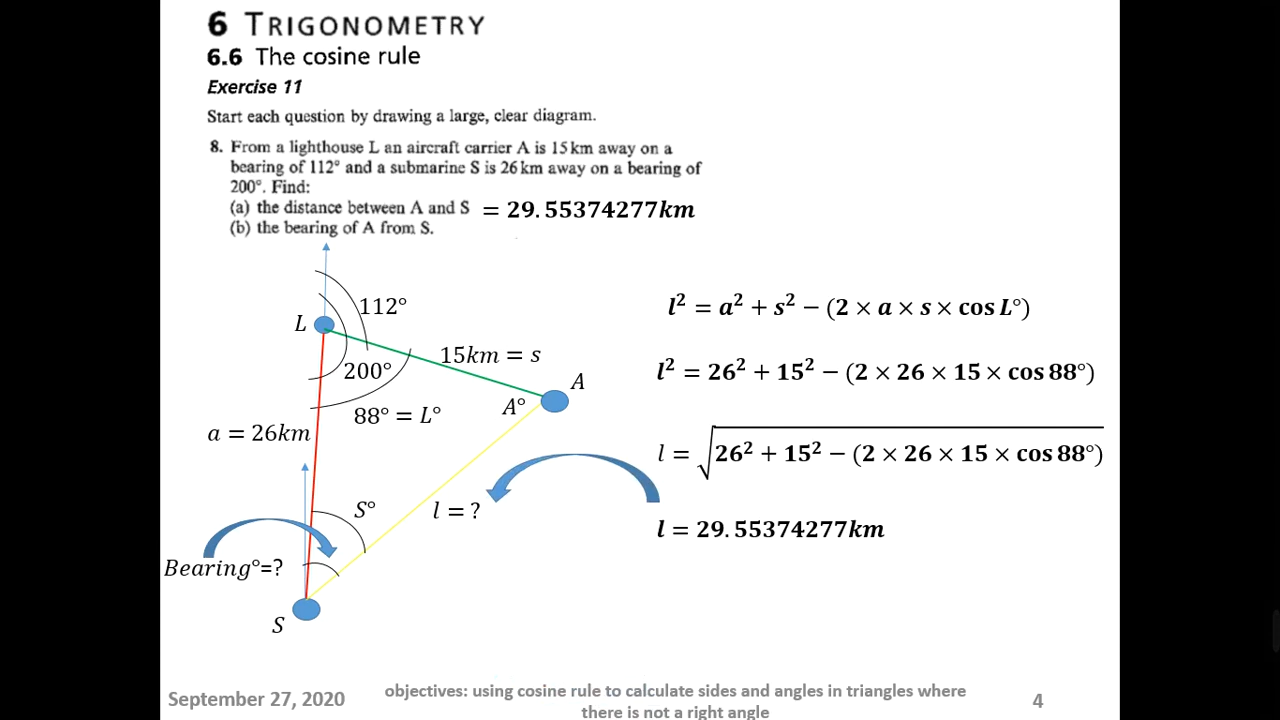 6 TRIGONOMETRY
6.6 The cosine rule
Exercise 11
Start each question by drawing a large, clear diagram.
8. From a lighthouse L an aircraft carrier A is 15 km away on a
bearing of 112° and a submarine S is 26 km away on a bearing of
200°. Find:
(a) the distance between A and S = 29.55374277km
(b) the bearing of A from S.
112°
L
15km = s
200°
A
A°
88° = L°
a = 26km
S°
l = ?
Bearing°=?
S
l² = a² + s² − (2 × a × s × cos L°)
l² = 26² + 15² − (2 × 26 × 15 × cos 88°)
l = √26² + 15² − (2 × 26 × 15 × cos 88°)
l = 29.55374277km
September 27, 2020
objectives: using cosine rule to calculate sides and angles in triangles where
there is not a right angle
4